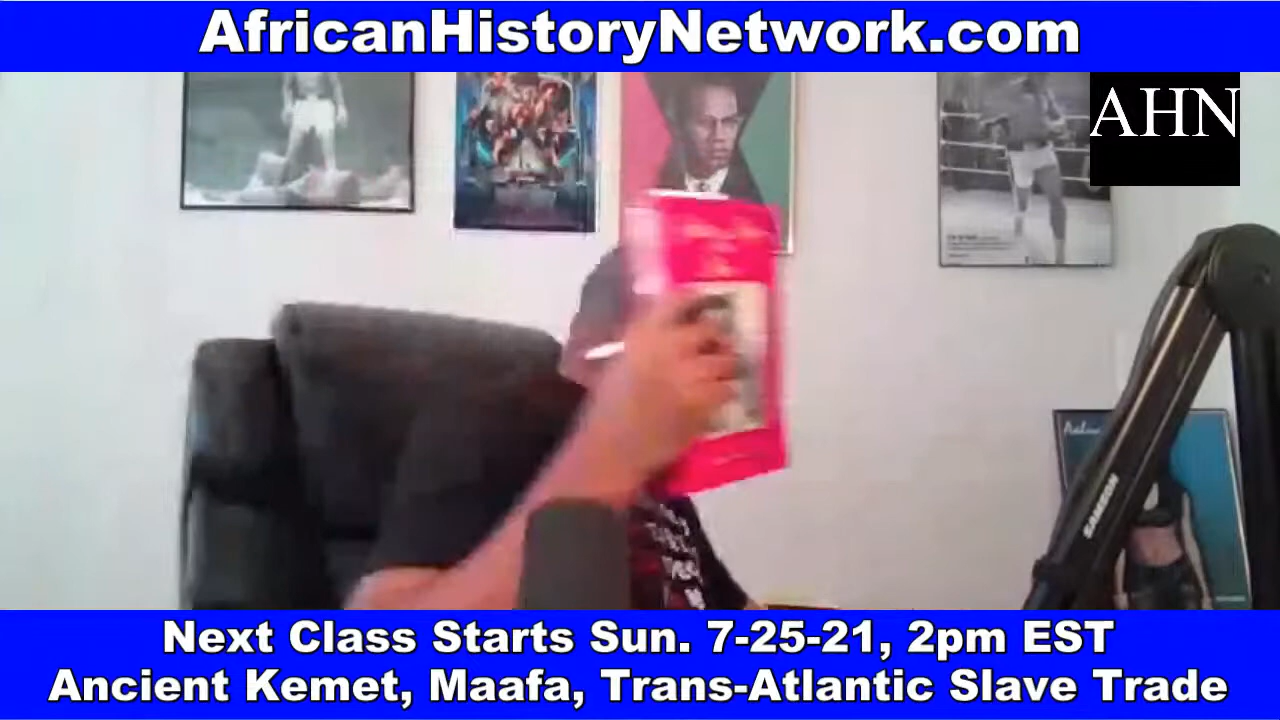 AfricanHistoryNetwork.com
AHN
SAMSON
Next Class Starts Sun. 7-25-21, 2pm EST
Ancient Kemet, Maafa, Trans-Atlantic Slave Trade